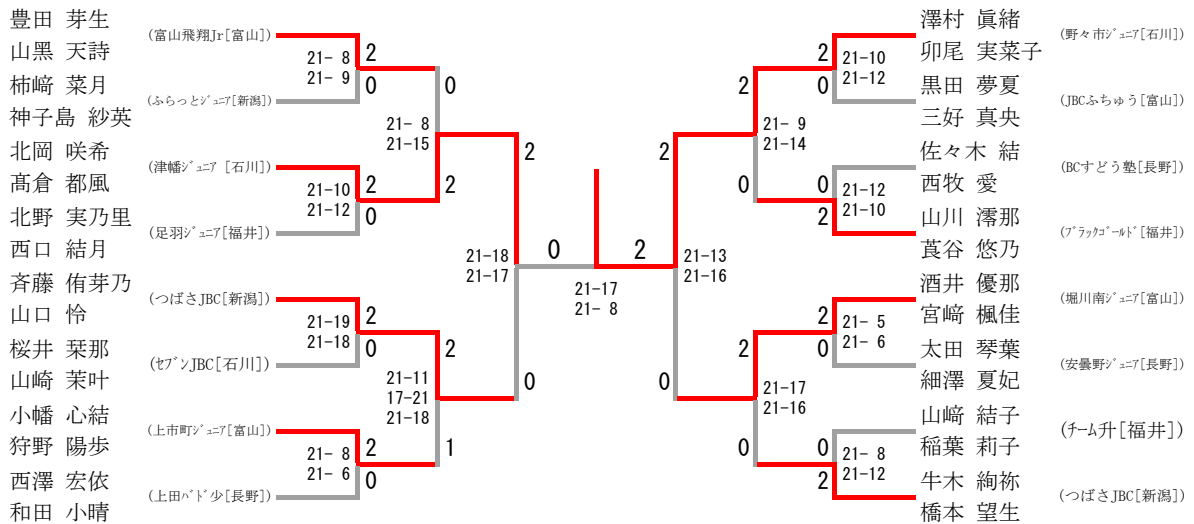 豊田 芽生
(富山飛翔Jr[富山])
山黑 天詩
柿﨑 菜月
(ふらっとジュニア[新潟])
神子島 紗英
北岡 咲希
(津幡ジュニア [石川])
髙倉 都風
北野 実乃里
(足羽ジュニア[福井])
西口 結月
斉藤 侑芽乃
(つばさJBC[新潟])
山口 怜
桜井 栞那
(セブンJBC[石川])
山崎 茉叶
小幡 心結
(上市町ジュニア[富山])
狩野 陽歩
西澤 宏依
(上田バド少[長野])
和田 小晴
21- 8
21- 9
2
0
21-10
21-12
2
0
21-19
21-18
2
0
21- 8
21- 6
2
0
0
21- 8
21-15
2
2
21-11
17-21
21-18
1
2
21-18
21-17
0
0
2
21-17
21- 8
2
21-13
21-16
0
2
21- 9
21-14
0
2
21-17
21-16
0
2
21-10
21-12
0
0
21-12
21-10
2
2
21- 5
21- 6
0
0
21- 8
21-12
2
澤村 眞緒
(野々市ジュニア[石川])
卯尾 実菜子
黒田 夢夏
(JBCふちゅう[富山])
三好 真央
佐々木 結
(BCすどう塾[長野])
西牧 愛
山川 澪那
(ブラックゴールド[福井])
莨谷 悠乃
酒井 優那
(堀川南ジュニア[富山])
宮﨑 楓佳
太田 琴葉
(安曇野ジュニア[長野])
細澤 夏妃
山﨑 結子
(チーム升[福井])
稲葉 莉子
牛木 絢祢
(つばさJBC[新潟])
橋本 望生